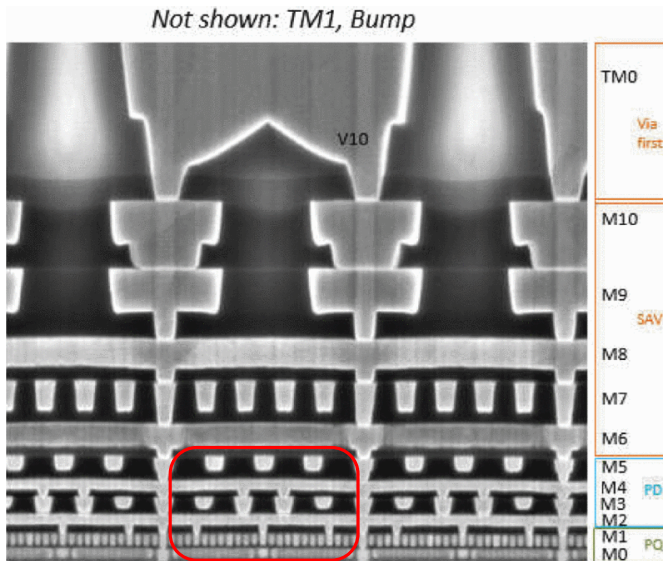 Not shown: TM1, Bump
TM0
Via
first
V10
M10
M9
SAV
M8
M7
M6
M5
M4
PD
M3
M2
M1
PQ
M0